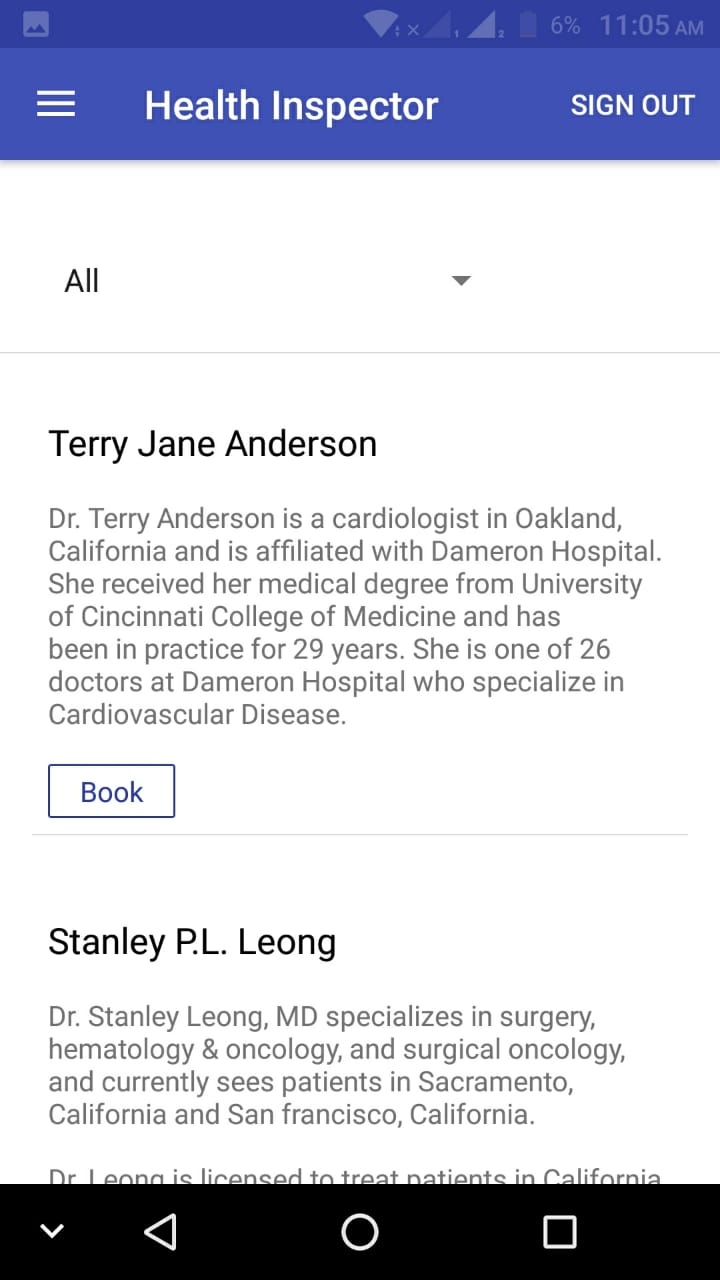 6% 11:05 AM
Health Inspector SIGN OUT
All
Terry Jane Anderson
Dr. Terry Anderson is a cardiologist in Oakland,
California and is affiliated with Dameron Hospital.
She received her medical degree from University
of Cincinnati College of Medicine and has
been in practice for 29 years. She is one of 26
doctors at Dameron Hospital who specialize in
Cardiovascular Disease.
Book
Stanley P.L. Leong
Dr. Stanley Leong, MD specializes in surgery,
hematology & oncology, and surgical oncology,
and currently sees patients in Sacramento,
California and San francisco, California.
Dr. Leong is licensed to treat patients in California